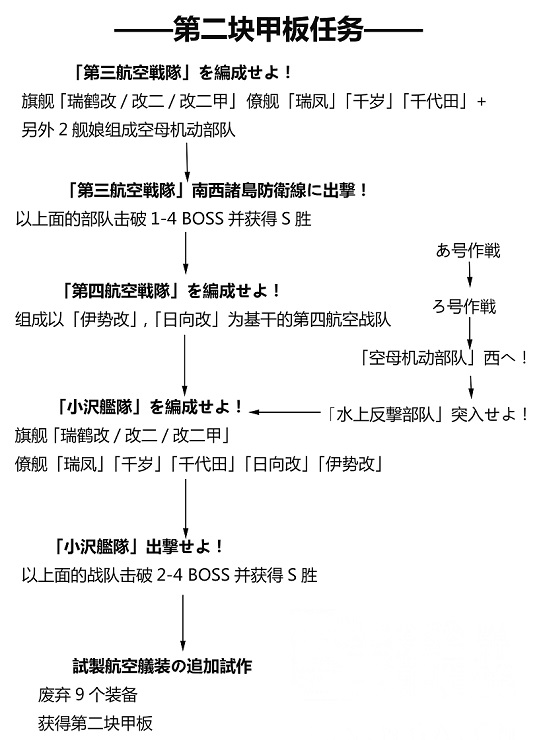 ——第二块甲板任务——
「第三航空戦隊」を編成せよ！
旗舰「瑞鹤改 / 改二 / 改二甲」僚舰「瑞凤」「千岁」「千代田」+
另外 2 舰娘组成空母机动部队
「第三航空戦隊」南西諸島防衛線に出撃！
以上面的部队击破 1-4 BOSS 并获得 S 胜
あ号作戦
「第四航空戦隊」を編成せよ！
ろ号作戦
组成以「伊势改」,「日向改」为基干的第四航空战队
「空母机动部队」西へ！
「小沢艦隊」を編成せよ！
「水上反撃部队」突入せよ！
旗舰「瑞鹤改 / 改二 / 改二甲」
僚舰「瑞凤」「千岁」「千代田」「日向改」「伊势改」
「小沢艦隊」出撃せよ！
以上面的战队击破 2-4 BOSS 并获得 S 胜
試製航空艤装の追加試作
废弃 9 个装备
获得第二块甲板